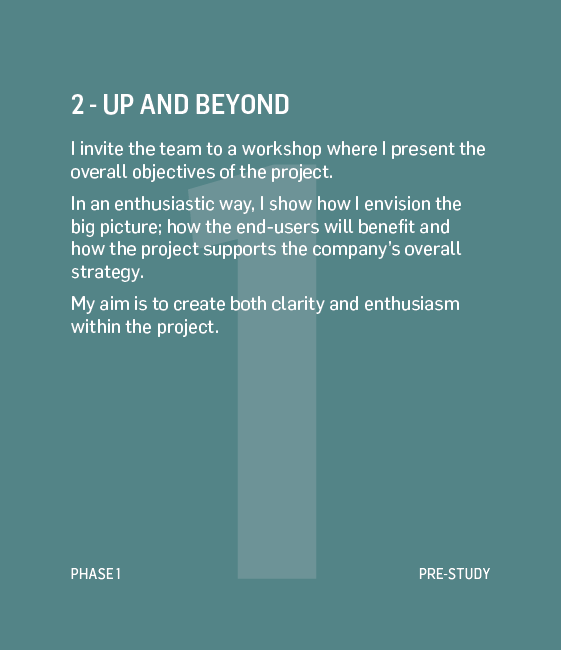 2 - UP AND BEYOND
I invite the team to a workshop where I present the
overall objectives of the project.
In an enthusiastic way, I show how I envision the
big picture; how the end-users will benefit and
how the project supports the company's overall
strategy.
My aim is to create both clarity and enthusiasm
within the project.
1
PHASE 1
PRE-STUDY